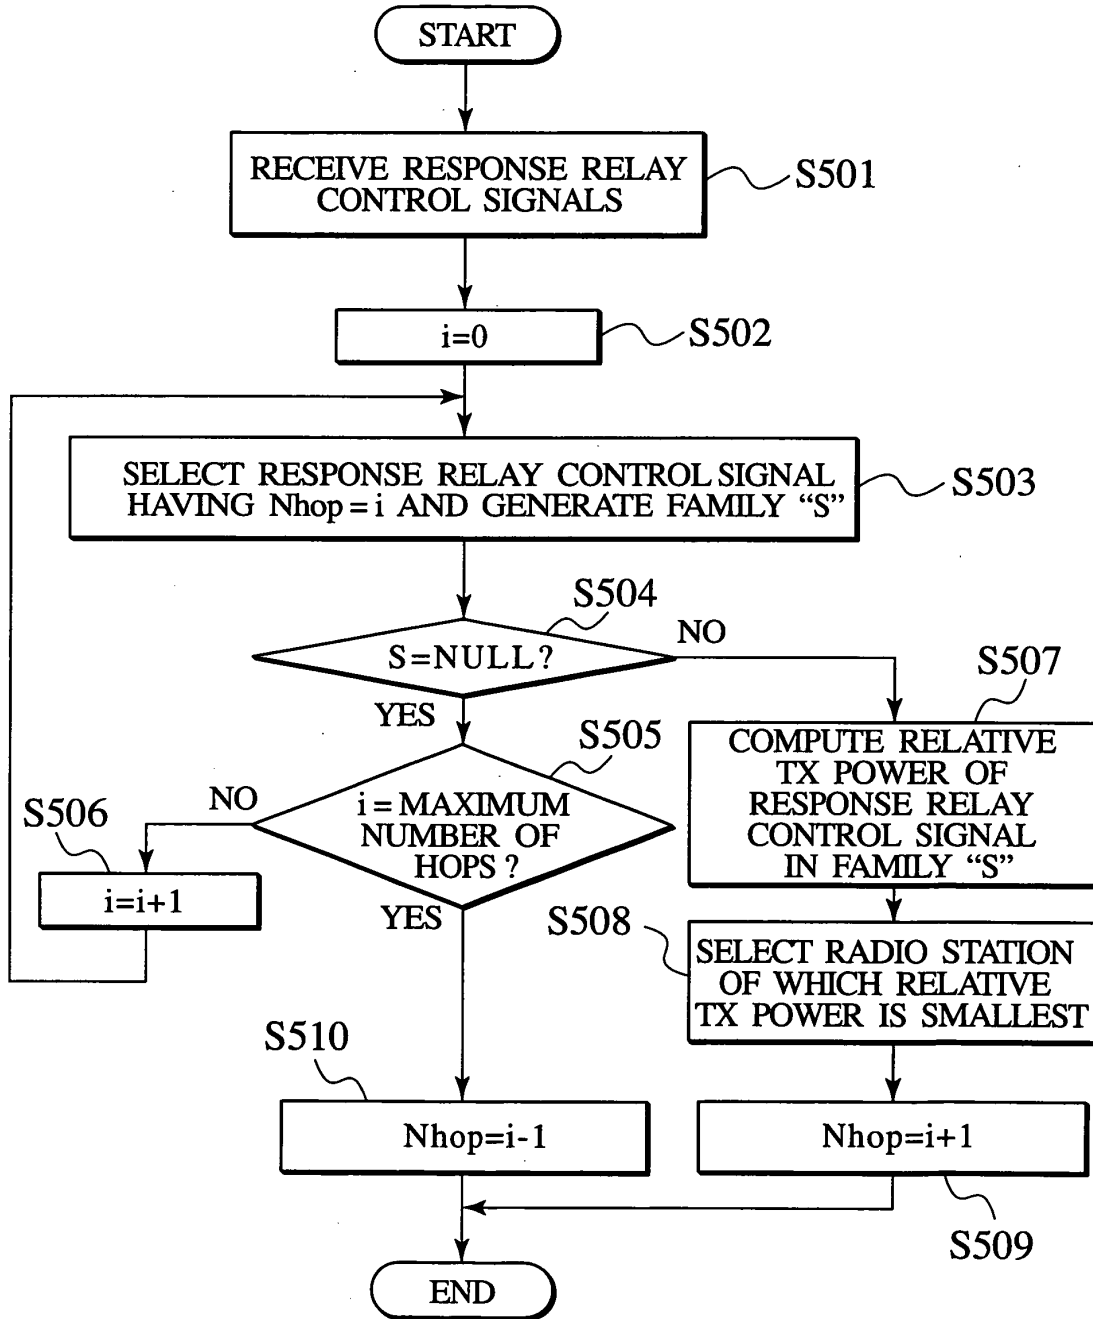 START
RECEIVE RESPONSE RELAY
CONTROL SIGNALS
S501
i=0
S502
SELECT RESPONSE RELAY CONTROL SIGNAL
HAVING Nhop = i AND GENERATE FAMILY “S”
S503
S504
S=NULL?
NO
YES
S507
COMPUTE RELATIVE
TX POWER OF
RESPONSE RELAY
CONTROL SIGNAL
IN FAMILY “S”
S505
i = MAXIMUM
NUMBER OF
HOPS ?
NO
YES
S506
i=i+1
S508
SELECT RADIO STATION
OF WHICH RELATIVE
TX POWER IS SMALLEST
S510
Nhop=i-1
Nhop=i+1
S509
END